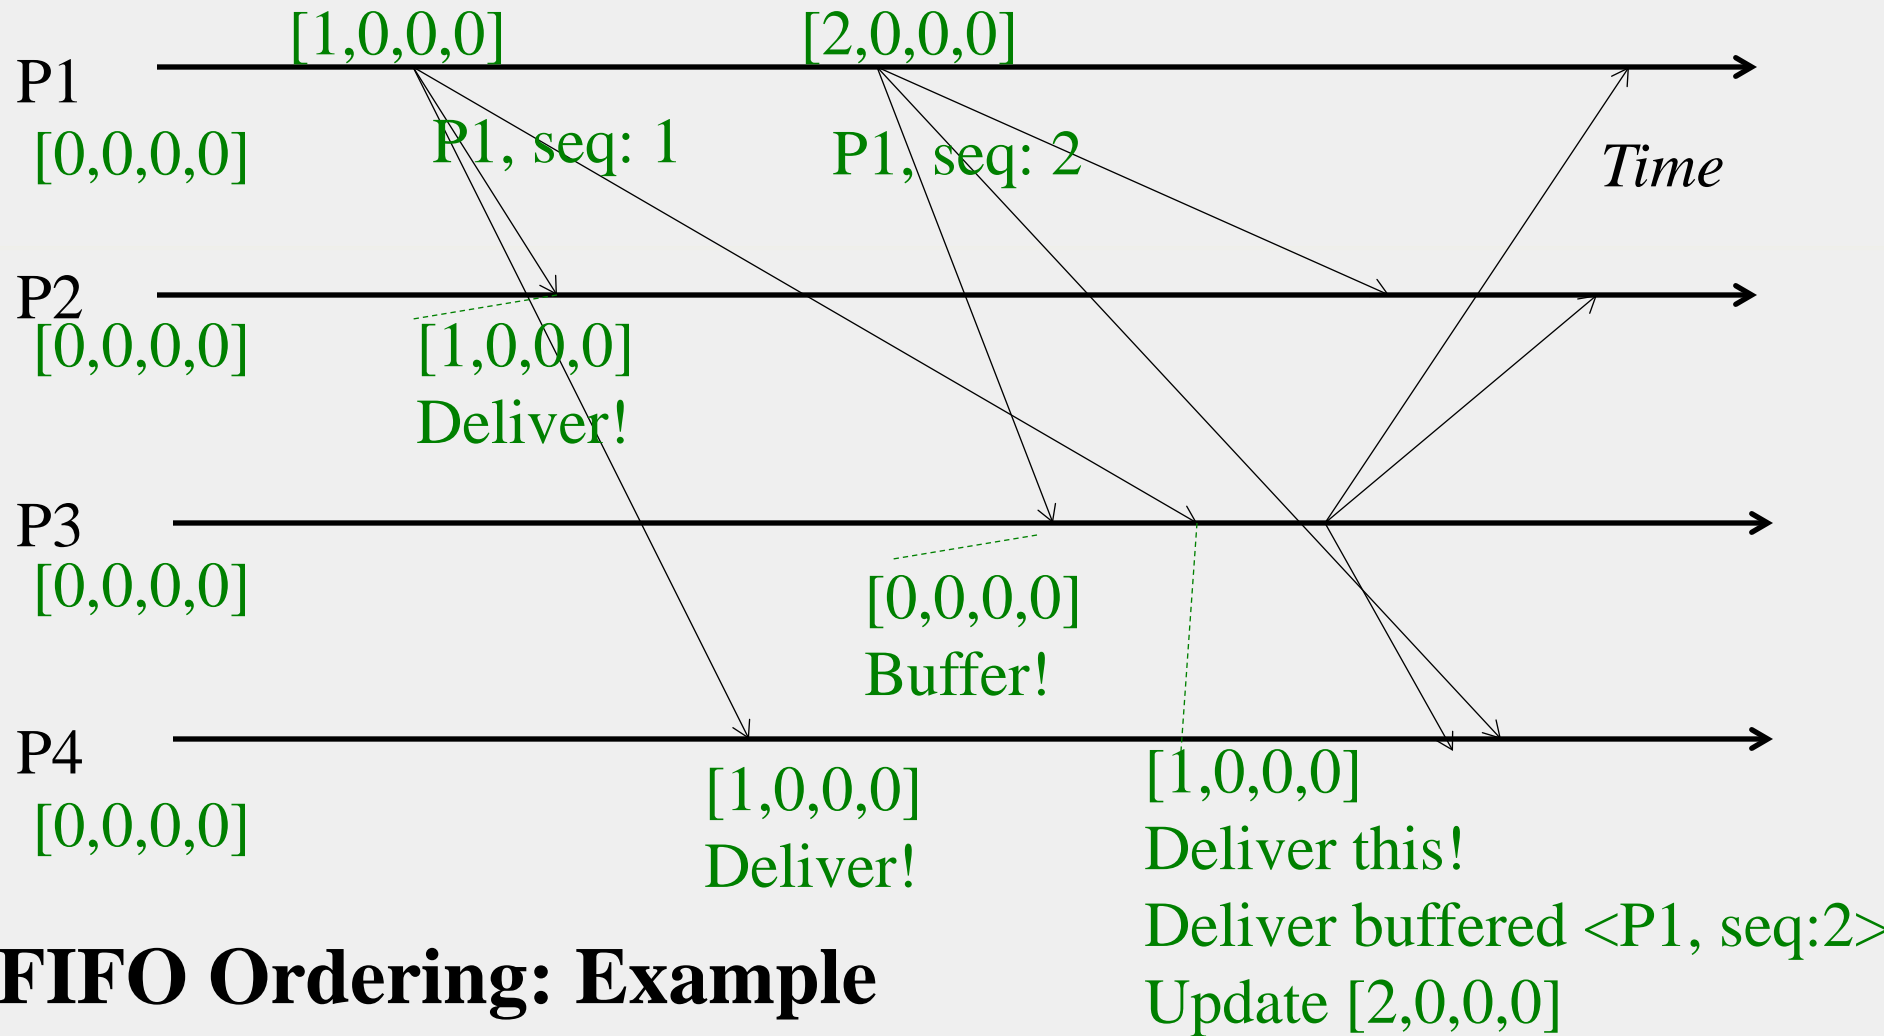 [1,0,0,0]
[2,0,0,0]
P1
P1, seq: 1
P1, seq: 2
[0,0,0,0]
Time
P2
[0,0,0,0]
[1,0,0,0]
Deliver!
P3
[0,0,0,0]
[0,0,0,0]
Buffer!
P4
[0,0,0,0]
[1,0,0,0]
Deliver!
[1,0,0,0]
Deliver this!
Deliver buffered <P1, seq:2>
Update [2,0,0,0]
FIFO Ordering: Example